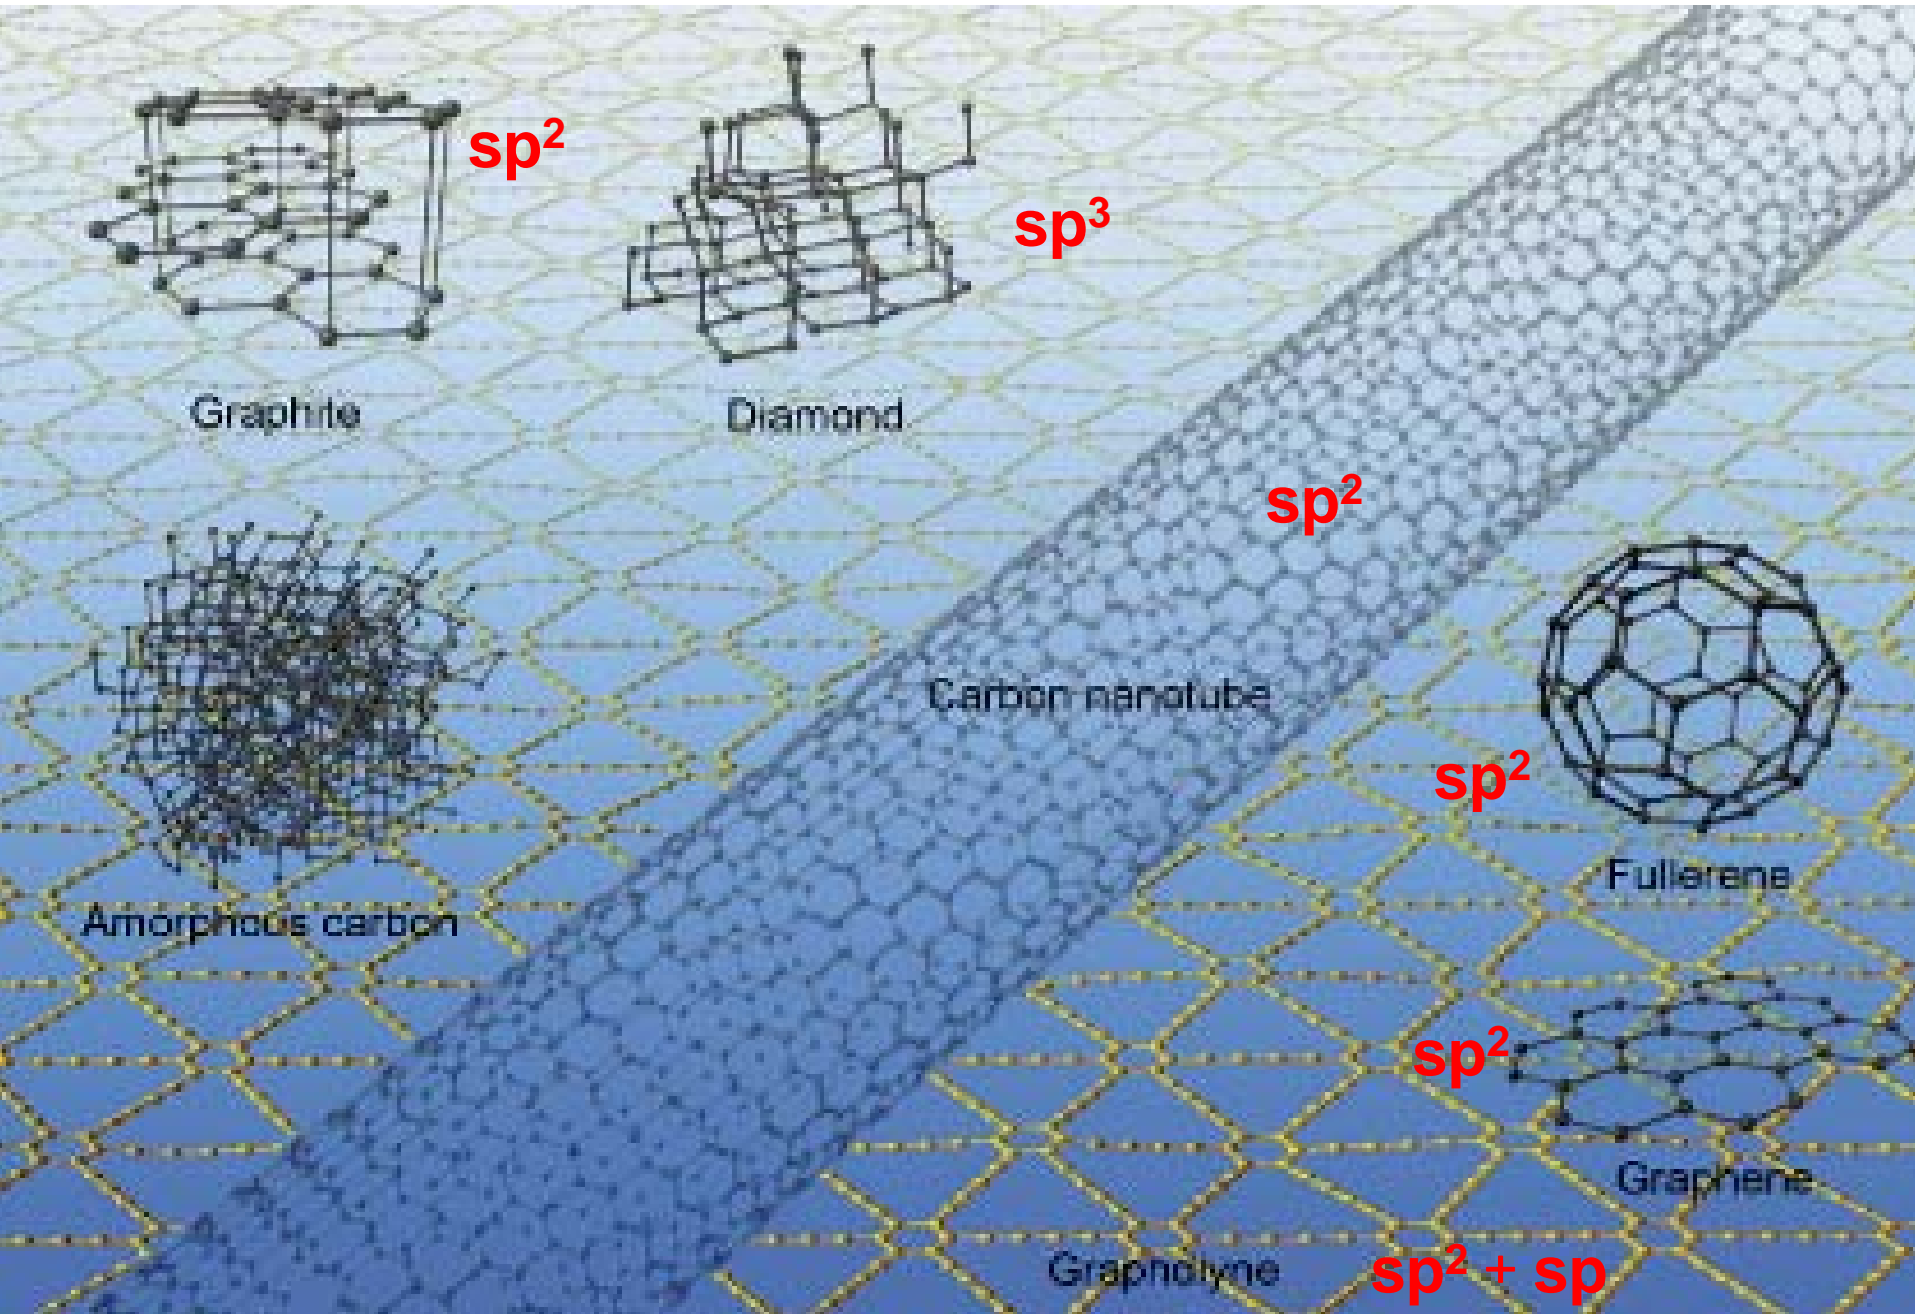 sp²
sp³
Graphite
Diamond
sp²
Carbon nanotube
sp²
Fullerene
Amorphous carbon
sp²
Graphene
Graphdiyne
sp² + sp